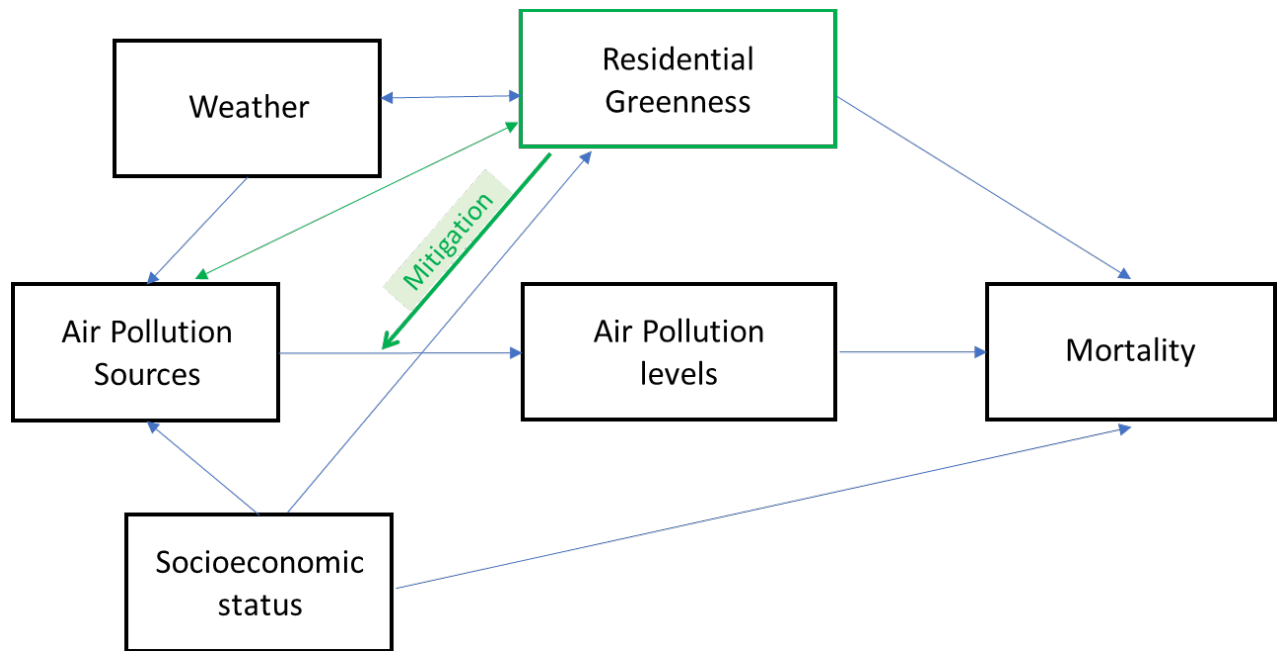 Weather
Residential
Greenness
Mitigation
Air Pollution
Sources
Air Pollution
levels
Mortality
Socioeconomic
status